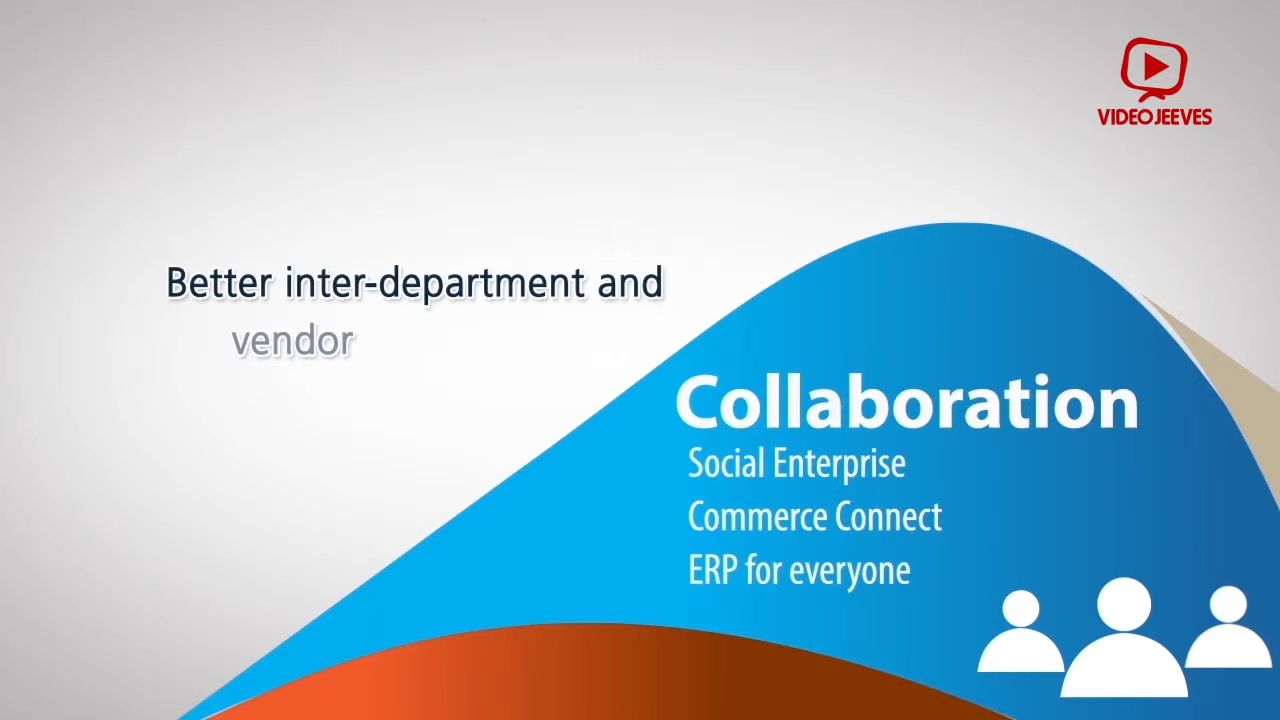 VIDEOJEEVES
Better inter-department and
vendor
Collaboration
Social Enterprise
Commerce Connect
ERP for everyone